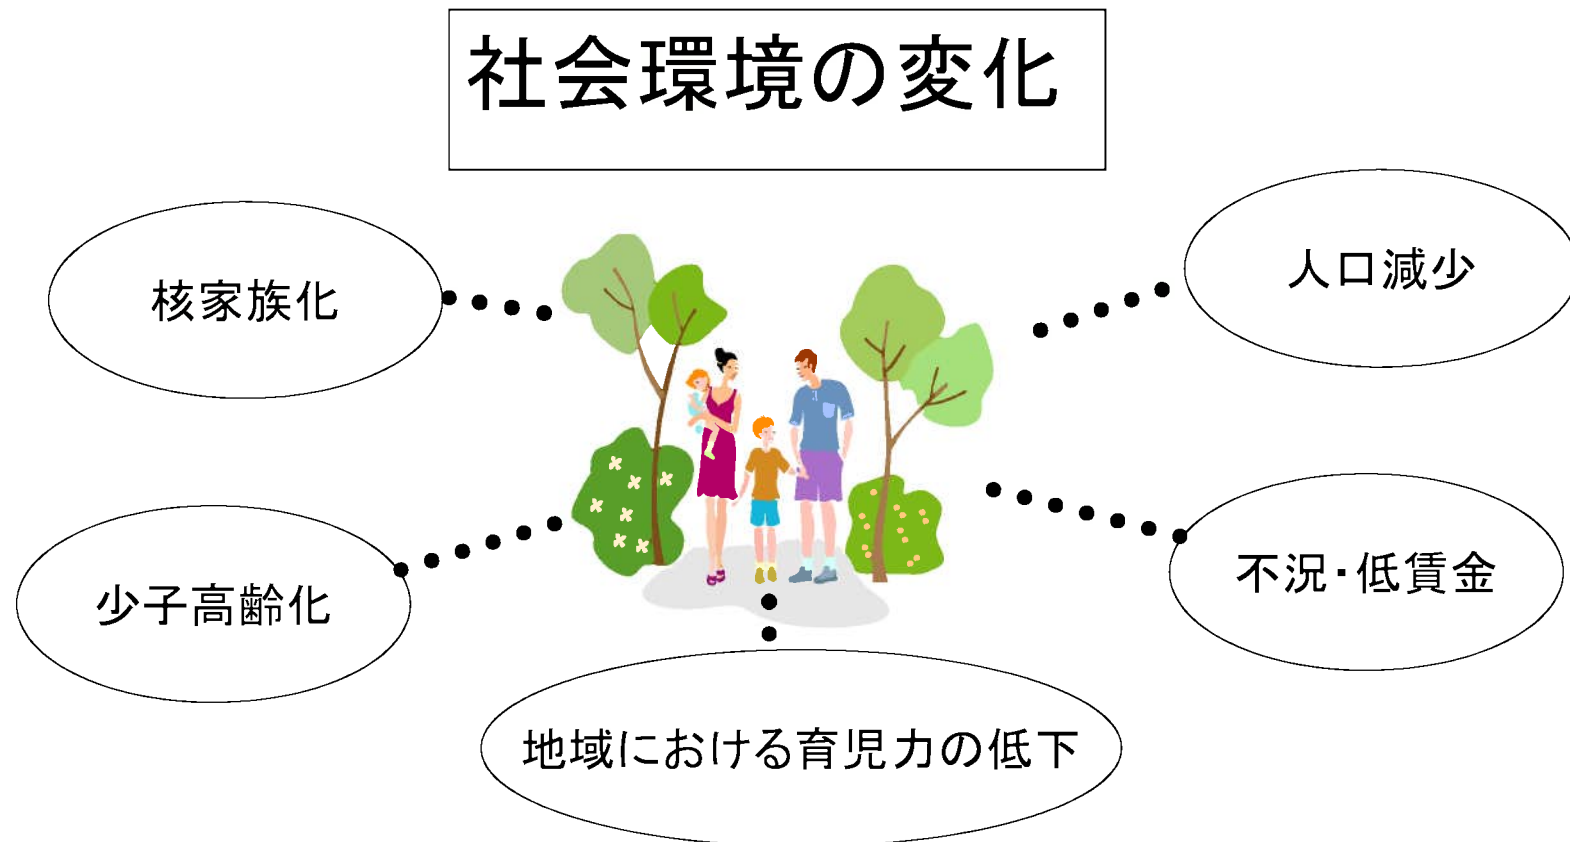 社会環境の変化
核家族化
人口減少
少子高齢化
不況・低賃金
地域における育児力の低下